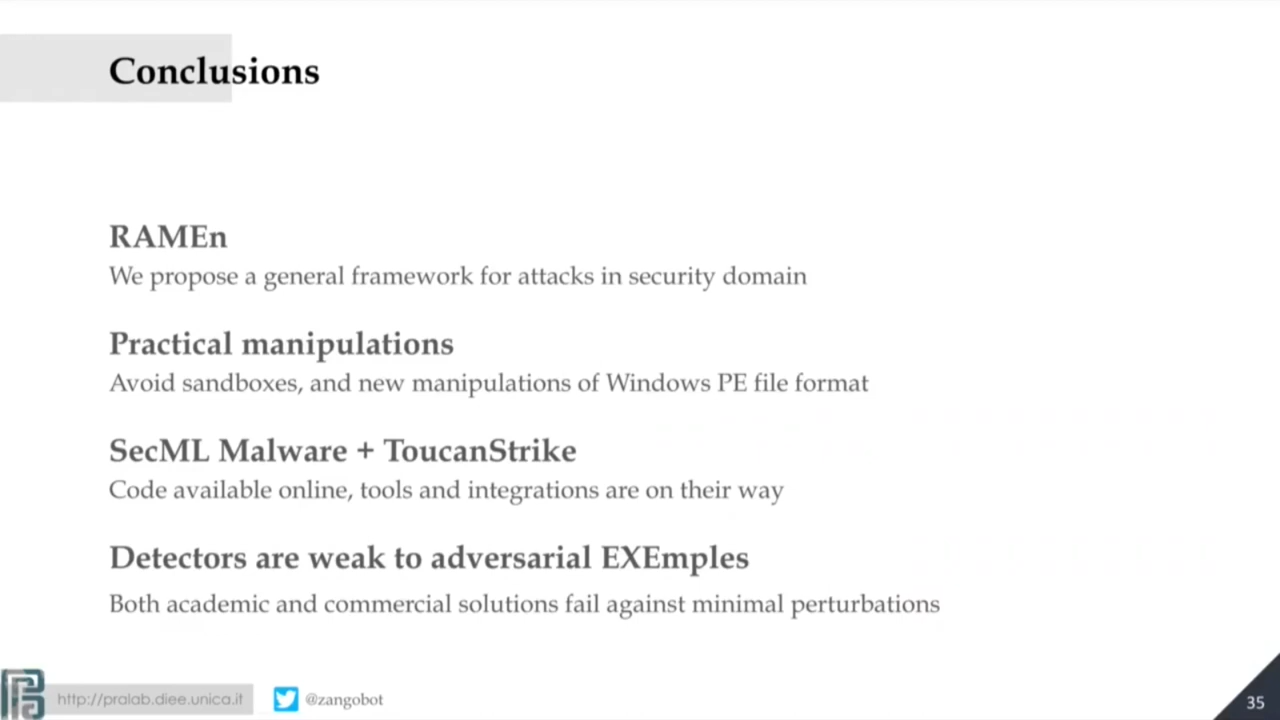 Conclusions
RAMEn
We propose a general framework for attacks in security domain
Practical manipulations
Avoid sandboxes, and new manipulations of Windows PE file format
SecML Malware + ToucanStrike
Code available online, tools and integrations are on their way
Detectors are weak to adversarial EXEmples
Both academic and commercial solutions fail against minimal perturbations
http://pralab.diee.unica.it
@zangobot
35